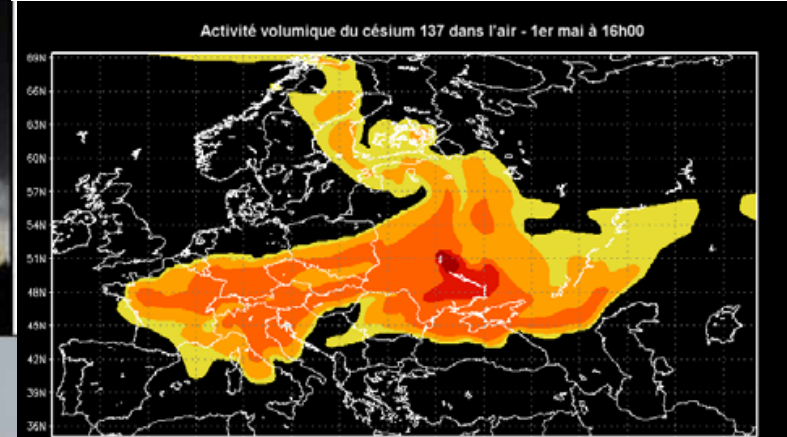 Activité volumique du césium 137 dans l'air - 1er mai à 16h00
69N
66N
63N
60N
57N
54N
51N
48N
45N
42N
39N
36N